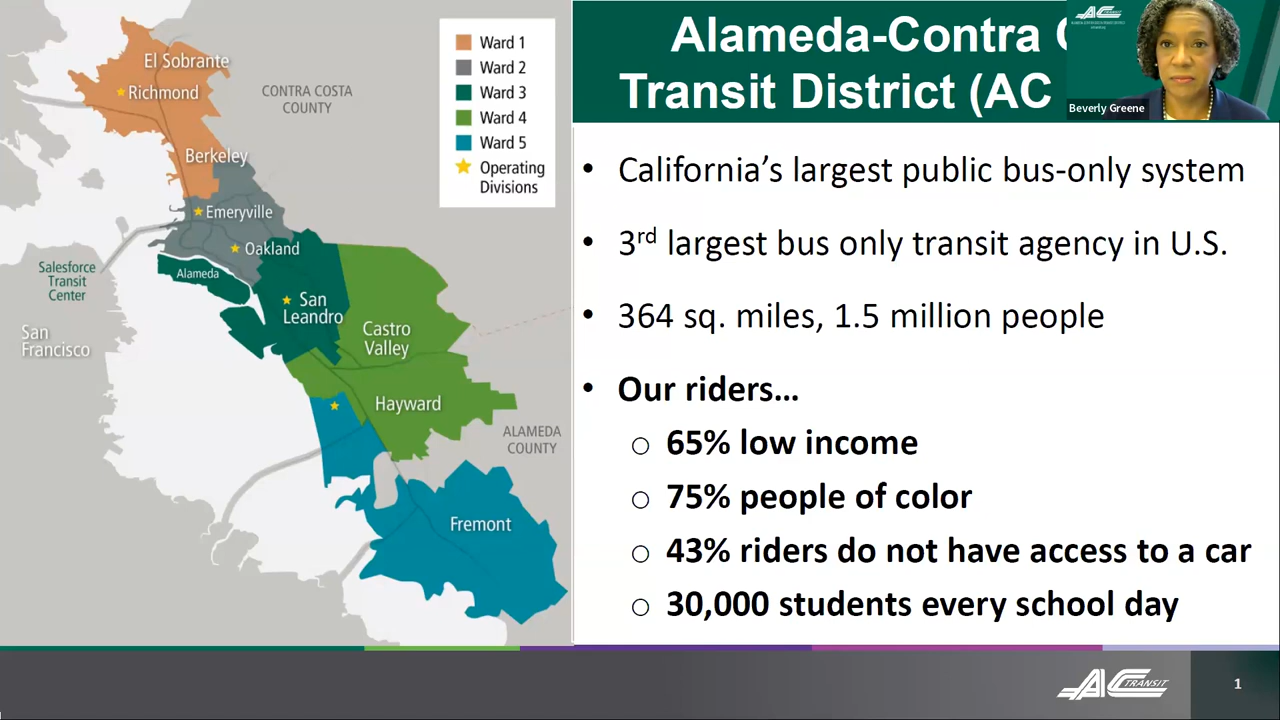 Ward 1
Ward 2
Ward 3
Ward 4
Ward 5
Operating
Divisions
El Sobrante
Richmond
CONTRA COSTA
COUNTY
Berkeley
Emeryville
Oakland
Salesforce
Transit
Center
Alameda
San
Leandro
San
Francisco
Castro
Valley
Hayward
ALAMEDA
COUNTY
Fremont
Alameda-Contra
Transit District (AC
AC
Beverly Greene
• California's largest public bus-only system
• 3rd largest bus only transit agency in U.S.
• 364 sq. miles, 1.5 million people
• Our riders...
o 65% low income
o 75% people of color
o 43% riders do not have access to a car
o 30,000 students every school day
AC TRANSIT
1